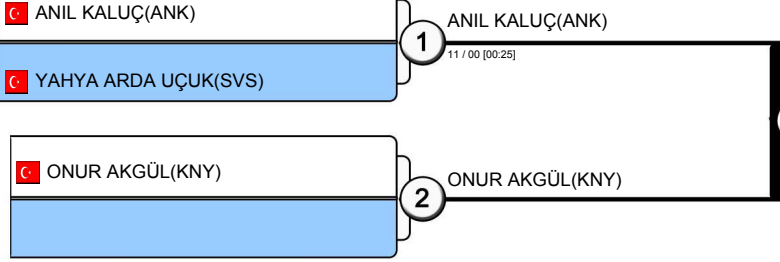 ANIL KALUÇ(ANK)
YAHYA ARDA UÇUK(SVS)
1
ANIL KALUÇ(ANK)
11 / 00 [00:25]
ONUR AKGÜL(KNY)
2
ONUR AKGÜL(KNY)